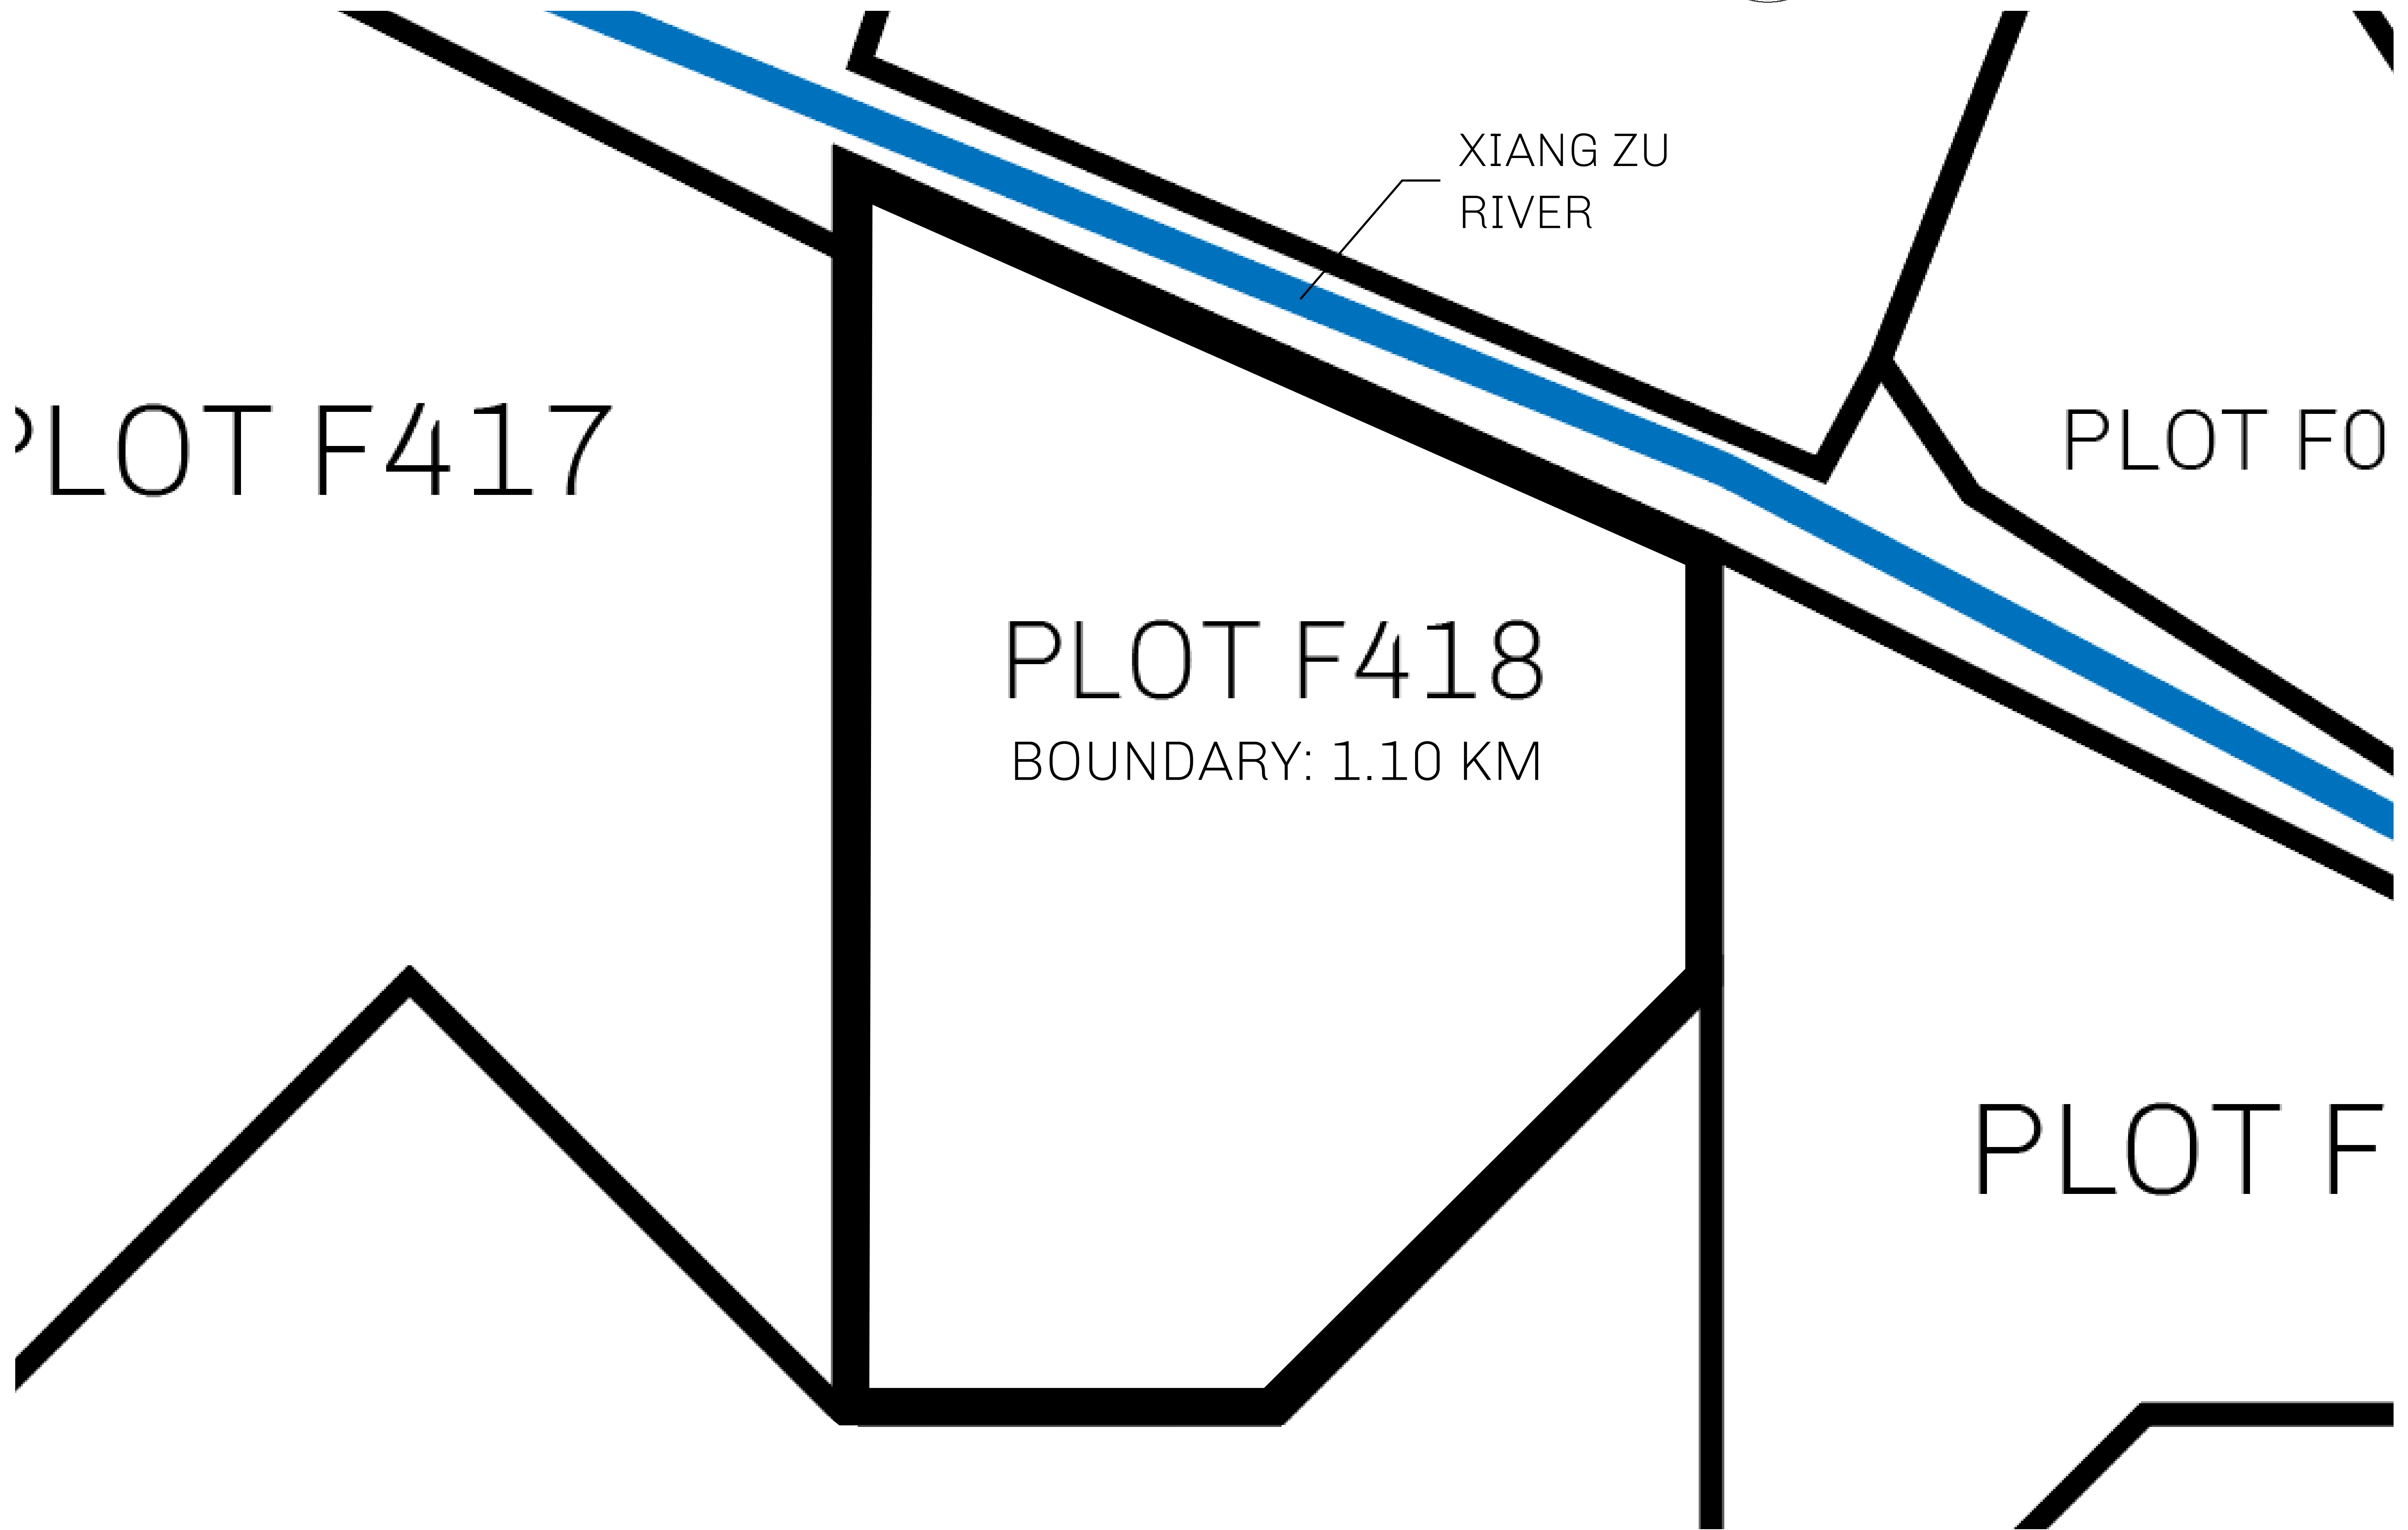 XIANG ZU
RIVER
PLOT F417
PLOT F0
PLOT F418
BOUNDARY: 1.10 KM
PLOT F